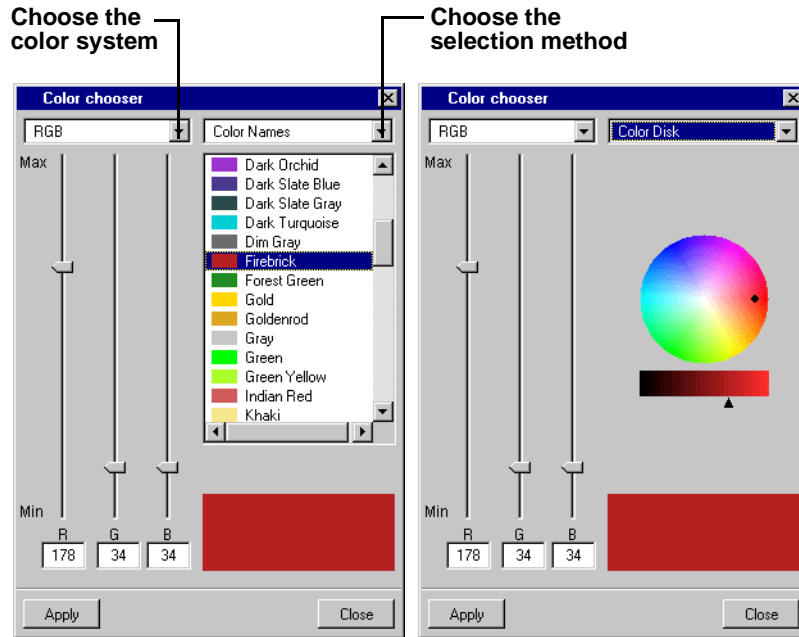 Choose the
color system
Choose the
selection method
Color chooser
RGB
Color Names
Max
Dark Orchid
Dark Slate Blue
Dark Slate Gray
Dark Turquoise
Dim Gray
Firebrick
Forest Green
Gold
Goldenrod
Gray
Green
Green Yellow
Indian Red
Khaki
Min
R G B
178 34 34
Apply Close
Color chooser
RGB
Color Disk
Max
Min
R G B
178 34 34
Apply Close